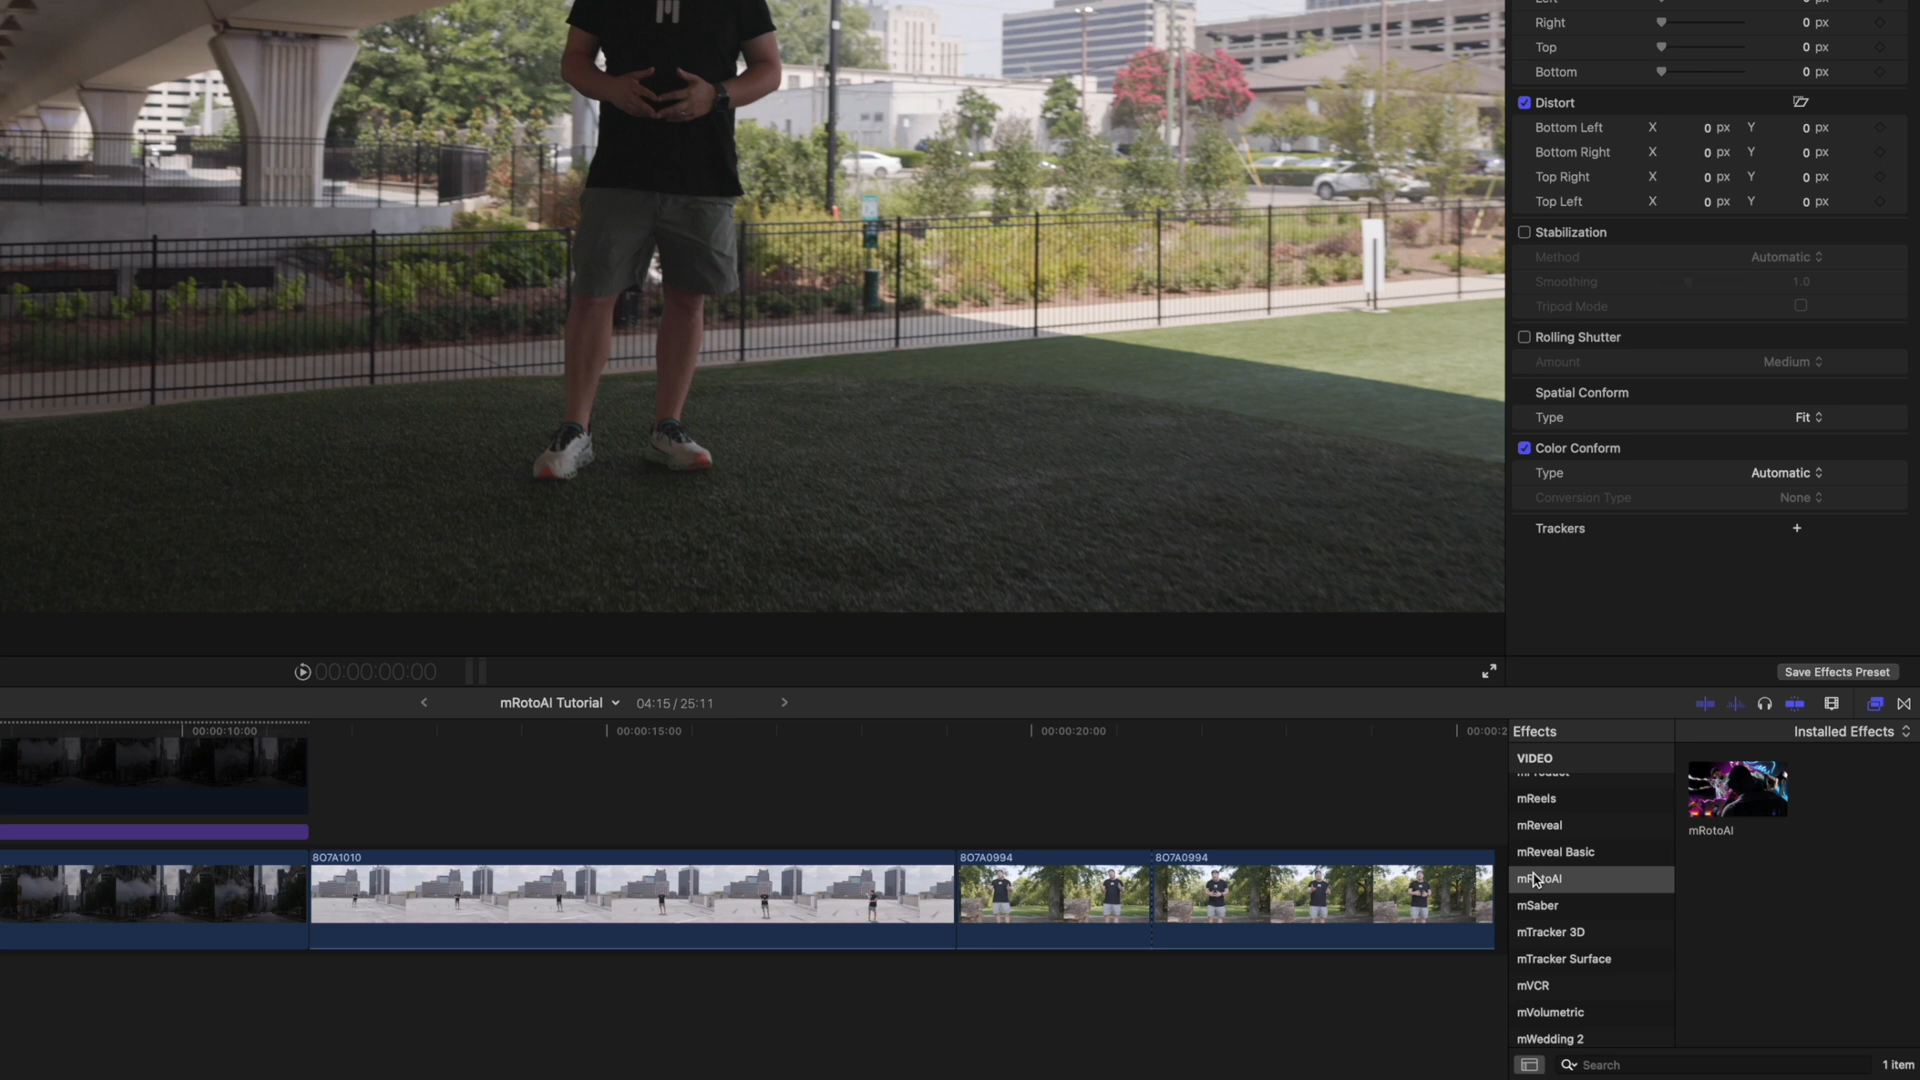 Right 0 px
Top 0 px
Bottom 0 px
Distort
Bottom Left X 0 px Y 0 px
Bottom Right X 0 px Y 0 px
Top Right X 0 px Y 0 px
Top Left X 0 px Y 0 px
Stabilization
Method Automatic
Smoothing 1.0
Tripod Mode
Rolling Shutter
Amount Medium
Spatial Conform
Type Fit
Color Conform
Type Automatic
Conversion Type None
Trackers +
00:00:00:00
Save Effects Preset
mRotoAI Tutorial 04:15 / 25:11
00:00:10:00 00:00:15:00 00:00:20:00
8O7A1010 8O7A0994 8O7A0994
Effects
Installed Effects
VIDEO
mReels
mReveal
mReveal Basic
mRotoAI
mSaber
mTracker 3D
mTracker Surface
mVCR
mVolumetric
mWedding 2
mRotoAI
Search
1 item